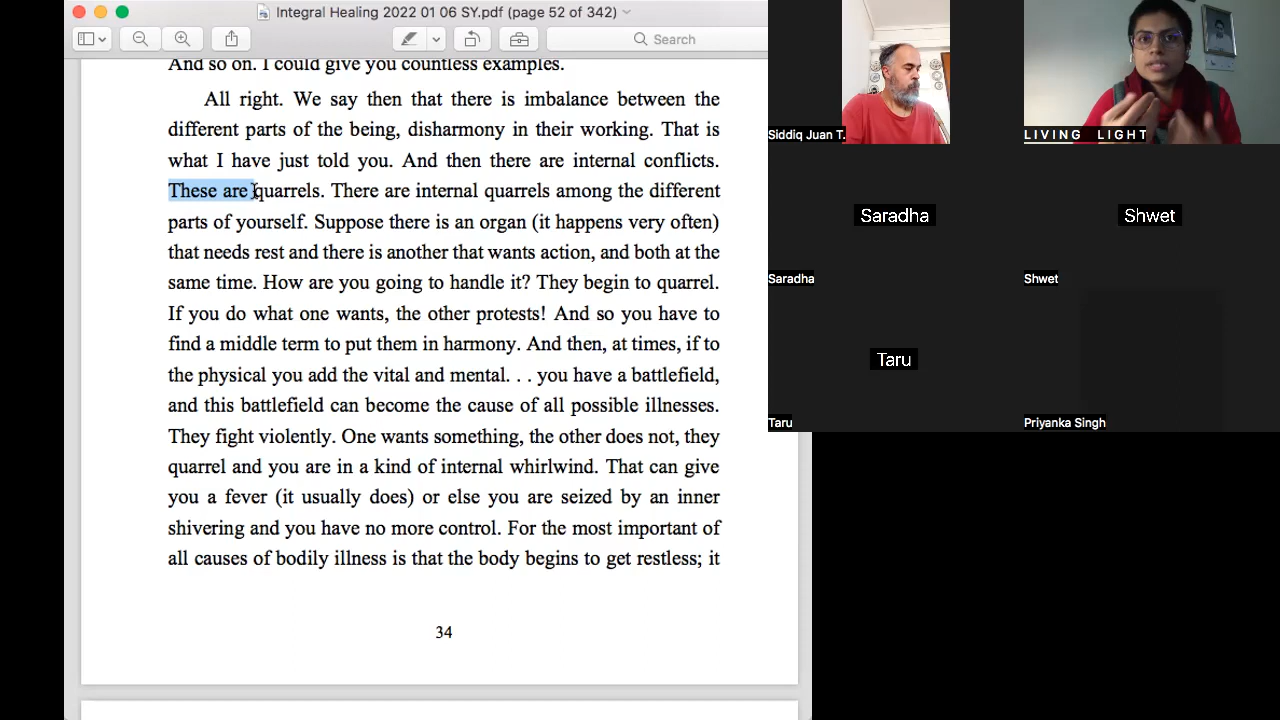 Integral Healing 2022 01 06 SY.pdf (page 52 of 342)
Search
And so on. I could give you countless examples.
All right. We say then that there is imbalance between the
different parts of the being, disharmony in their working. That is
what I have just told you. And then there are internal conflicts.
These are quarrels. There are internal quarrels among the different
parts of yourself. Suppose there is an organ (it happens very often)
that needs rest and there is another that wants action, and both at the
same time. How are you going to handle it? They begin to quarrel.
If you do what one wants, the other protests! And so you have to
find a middle term to put them in harmony. And then, at times, if to
the physical you add the vital and mental. . . you have a battlefield,
and this battlefield can become the cause of all possible illnesses.
They fight violently. One wants something, the other does not, they
quarrel and you are in a kind of internal whirlwind. That can give
you a fever (it usually does) or else you are seized by an inner
shivering and you have no more control. For the most important of
all causes of bodily illness is that the body begins to get restless; it
34
Siddiq Juan T.
LIVING LIGHT
Saradha
Shwet
Saradha
Shwet
Taru
Taru
Priyanka Singh